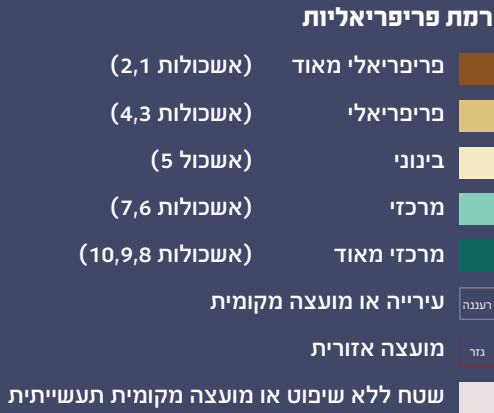 רמת פריפריאליות
פריפריאלי מאוד (אשכולות 2,1)
פריפריאלי (אשכולות 4,3)
בינוני (אשכול 5)
מרכזי (אשכולות 7,6)
מרכזי מאוד (אשכולות 10,9,8)
רעננה עירייה או מועצה מקומית
גזר מועצה אזורית
שטח ללא שיפוט או מועצה מקומית תעשייתית